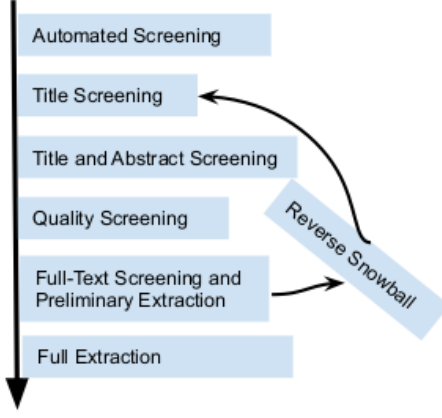 Automated Screening
Title Screening
Title and Abstract Screening
Quality Screening
Reverse Snowball
Full-Text Screening and
Preliminary Extraction
Full Extraction